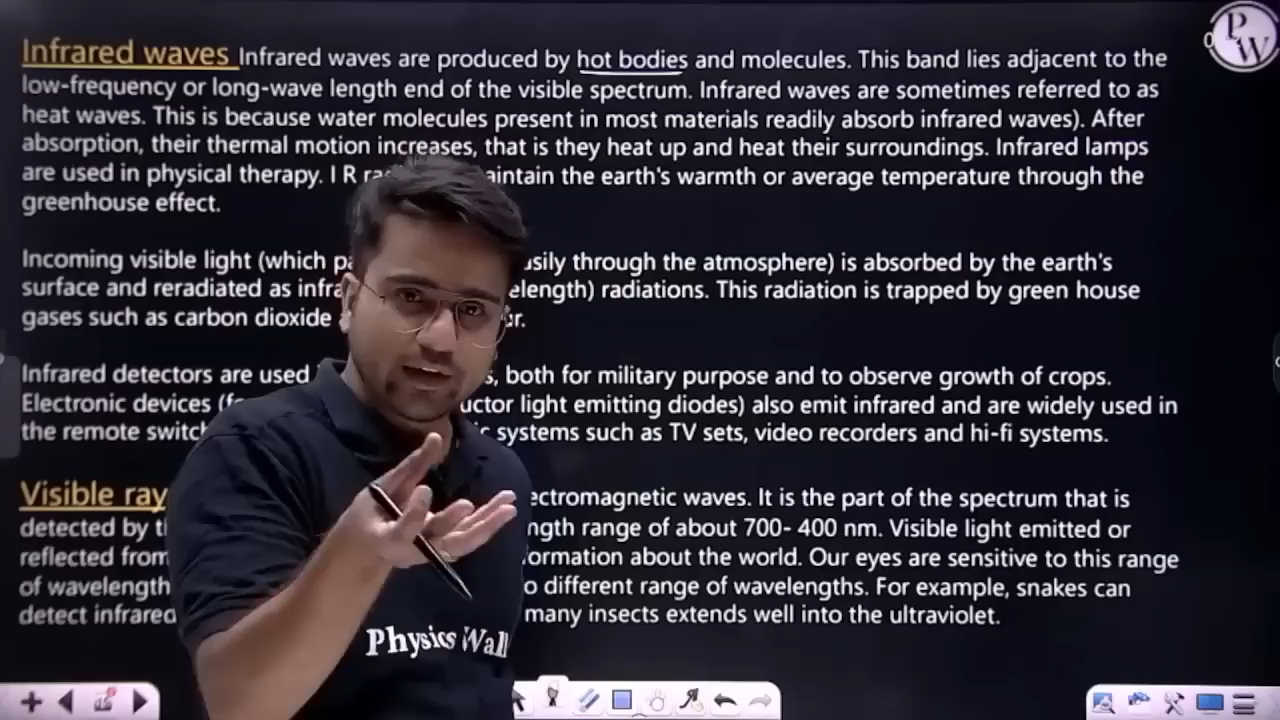 Infrared waves Infrared waves are produced by hot bodies and molecules. This band lies adjacent to the
low-frequency or long-wave length end of the visible spectrum. Infrared waves are sometimes referred to as
heat waves. This is because water molecules present in most materials readily absorb infrared waves). After
absorption, their thermal motion increases, that is they heat up and heat their surroundings. Infrared lamps
are used in physical therapy. I R maintain the earth's warmth or average temperature through the
greenhouse effect.
Incoming visible light (which easily through the atmosphere) is absorbed by the earth's
surface and reradiated as radiations. This radiation is trapped by green house
gases such as carbon dioxide
Infrared detectors are used both for military purpose and to observe growth of crops.
Electronic devices light emitting diodes) also emit infrared and are widely used in
the remote systems such as TV sets, video recorders and hi-fi systems.
Visible electromagnetic waves. It is the part of the spectrum that is
detected by range of about 700- 400 nm. Visible light emitted or
reflected from information about the world. Our eyes are sensitive to this range
of different range of wavelengths. For example, snakes can
detect many insects extends well into the ultraviolet.
PW
Physics Wall